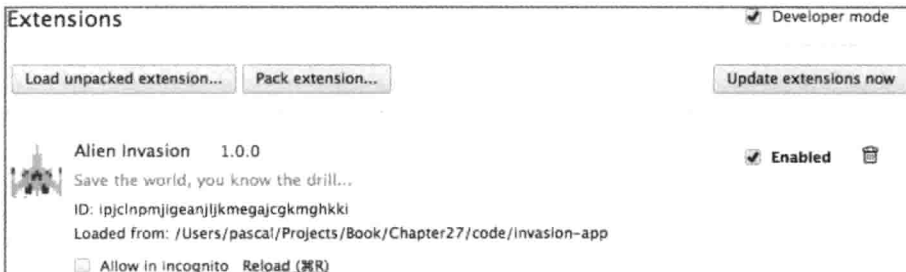 Extensions
Developer mode
Load unpacked extension... Pack extension... Update extensions now
Alien Invasion 1.0.0
Enabled
Save the world, you know the drill...
ID: ipjclnpmjigeanjljkmegajcgkmghkki
Loaded from: /Users/pascal/Projects/Book/Chapter27/code/invasion-app
Allow in incognito Reload (⌘R)